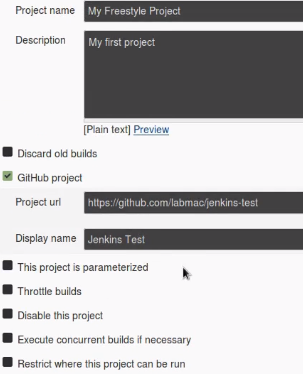 Project name My Freestyle Project
Description My first project
[Plain text] Preview
Discard old builds
GitHub project
Project url https://github.com/labmac/jenkins-test
Display name Jenkins Test
This project is parameterized
Throttle builds
Disable this project
Execute concurrent builds if necessary
Restrict where this project can be run